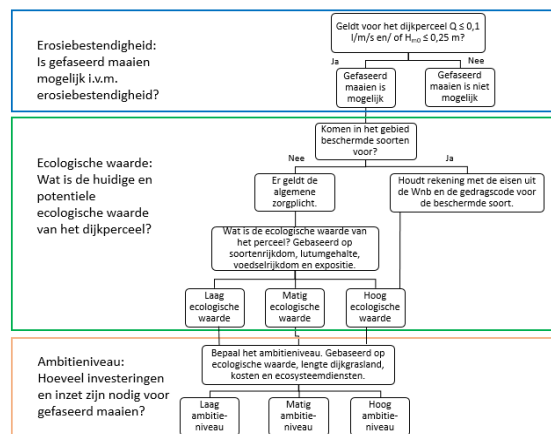 Erosiebestendigheid:
Is gefaseerd maaien
mogelijk i.v.m.
erosiebestendigheid?
Geldt voor het dijkperceel Q ≤ 0,1
l/m/s en/ of Hm0 ≤ 0,25 m?
Ja
Nee
Gefaseerd
maaien is
mogelijk
Gefaseerd
maaien is niet
mogelijk
Ecologische waarde:
Wat is de huidige en
potentiele
ecologische waarde
van het dijkperceel?
Komen in het gebied
beschermde soorten
voor?
Nee
Ja
Er geldt de
algemene
zorgplicht.
Houdt rekening met de eisen uit
de Wnb en de gedragscode voor
de beschermde soort.
Wat is de ecologische waarde van
het perceel? Gebaseerd op
soortenrijkdom, lutumgehalte,
voedselrijkdom en expositie.
Laag
ecologische
waarde
Matig
ecologische
waarde
Hoog
ecologische
waarde
Ambitieniveau:
Hoeveel investeringen
en inzet zijn nodig voor
gefaseerd maaien?
Bepaal het ambitieniveau. Gebaseerd op
ecologische waarde, lengte dijkgrasland,
kosten en ecosysteemdiensten.
Laag
ambitie-
niveau
Matig
ambitie-
niveau
Hoog
ambitie-
niveau